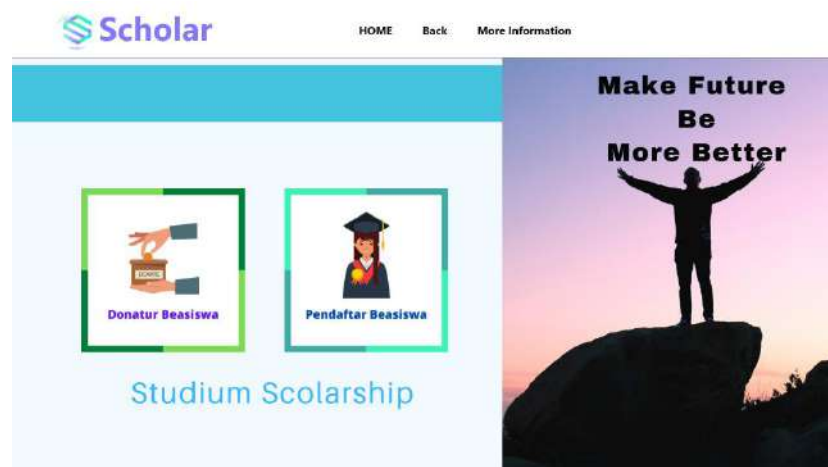 Scholar
HOME Back More Information
Make Future
Be
More Better
DONATE
Donatur Beasiswa
Pendaftar Beasiswa
Studium Scolarship